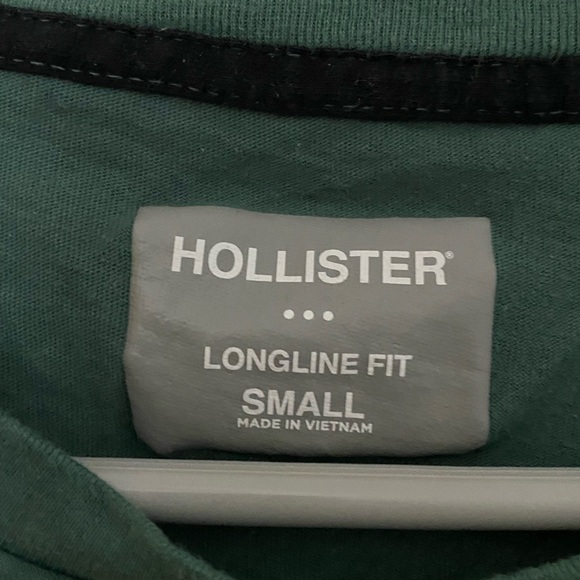 HOLLISTER®
•••
LONGLINE FIT
SMALL
MADE IN VIETNAM